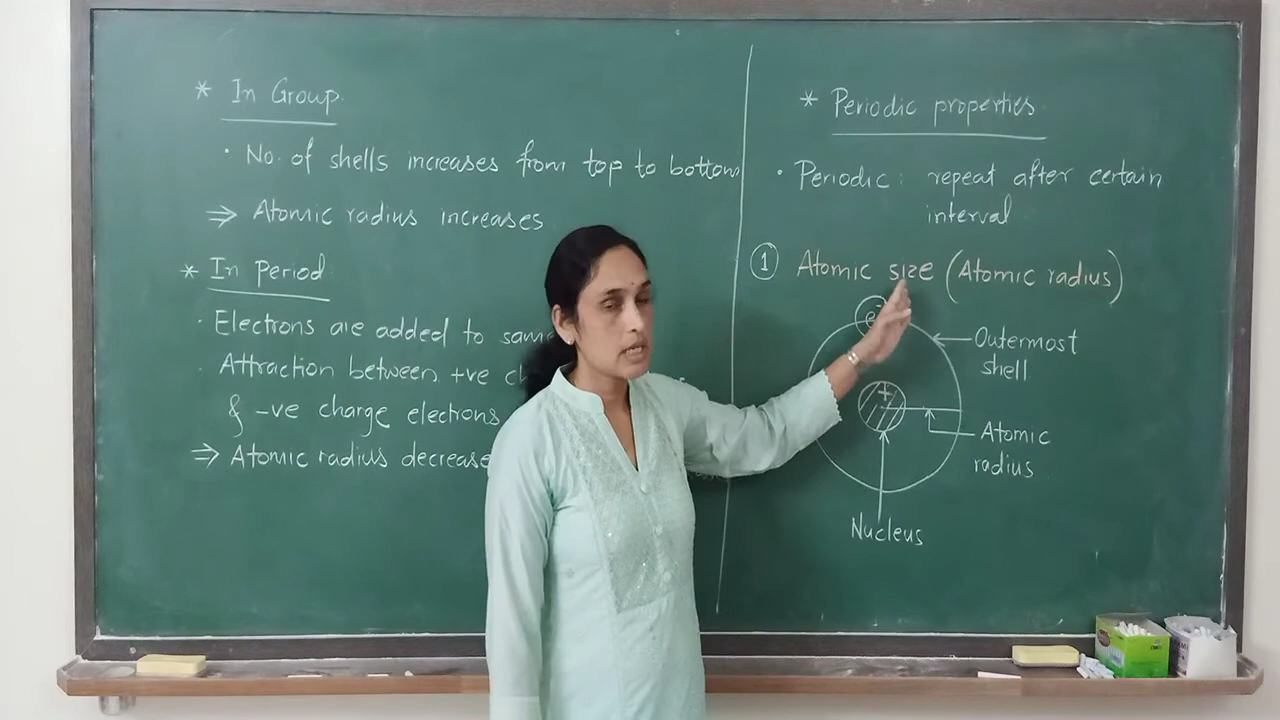 * In Group
· No. of shells increases from top to bottom
⇒ Atomic radius increases
* In Period
· Electrons are added to same
· Attraction between +ve
& -ve charge electrons
⇒ Atomic radius decrease
* Periodic properties
· Periodic : repeat after certain
interval
① Atomic size (Atomic radius)
e-
Outermost
shell
+
Atomic
radius
Nucleus